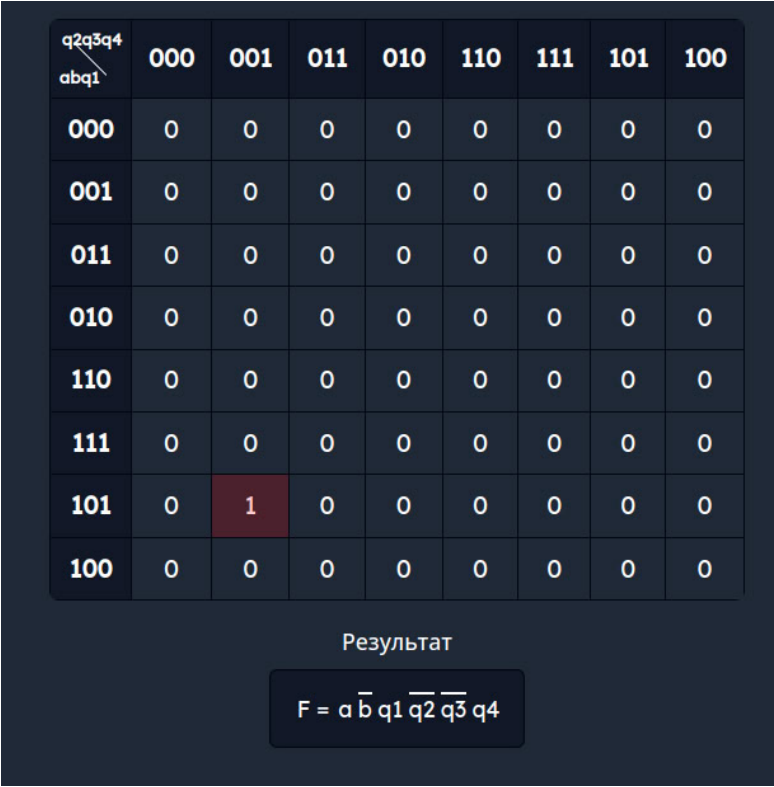 q2q3q4
abq1
000 001 011 010 110 111 101 100
000 0 0 0 0 0 0 0 0
001 0 0 0 0 0 0 0 0
011 0 0 0 0 0 0 0 0
010 0 0 0 0 0 0 0 0
110 0 0 0 0 0 0 0 0
111 0 0 0 0 0 0 0 0
101 0 1 0 0 0 0 0 0
100 0 0 0 0 0 0 0 0
Результат
F = a b̅ q1 q̅2̅ q̅3̅ q4